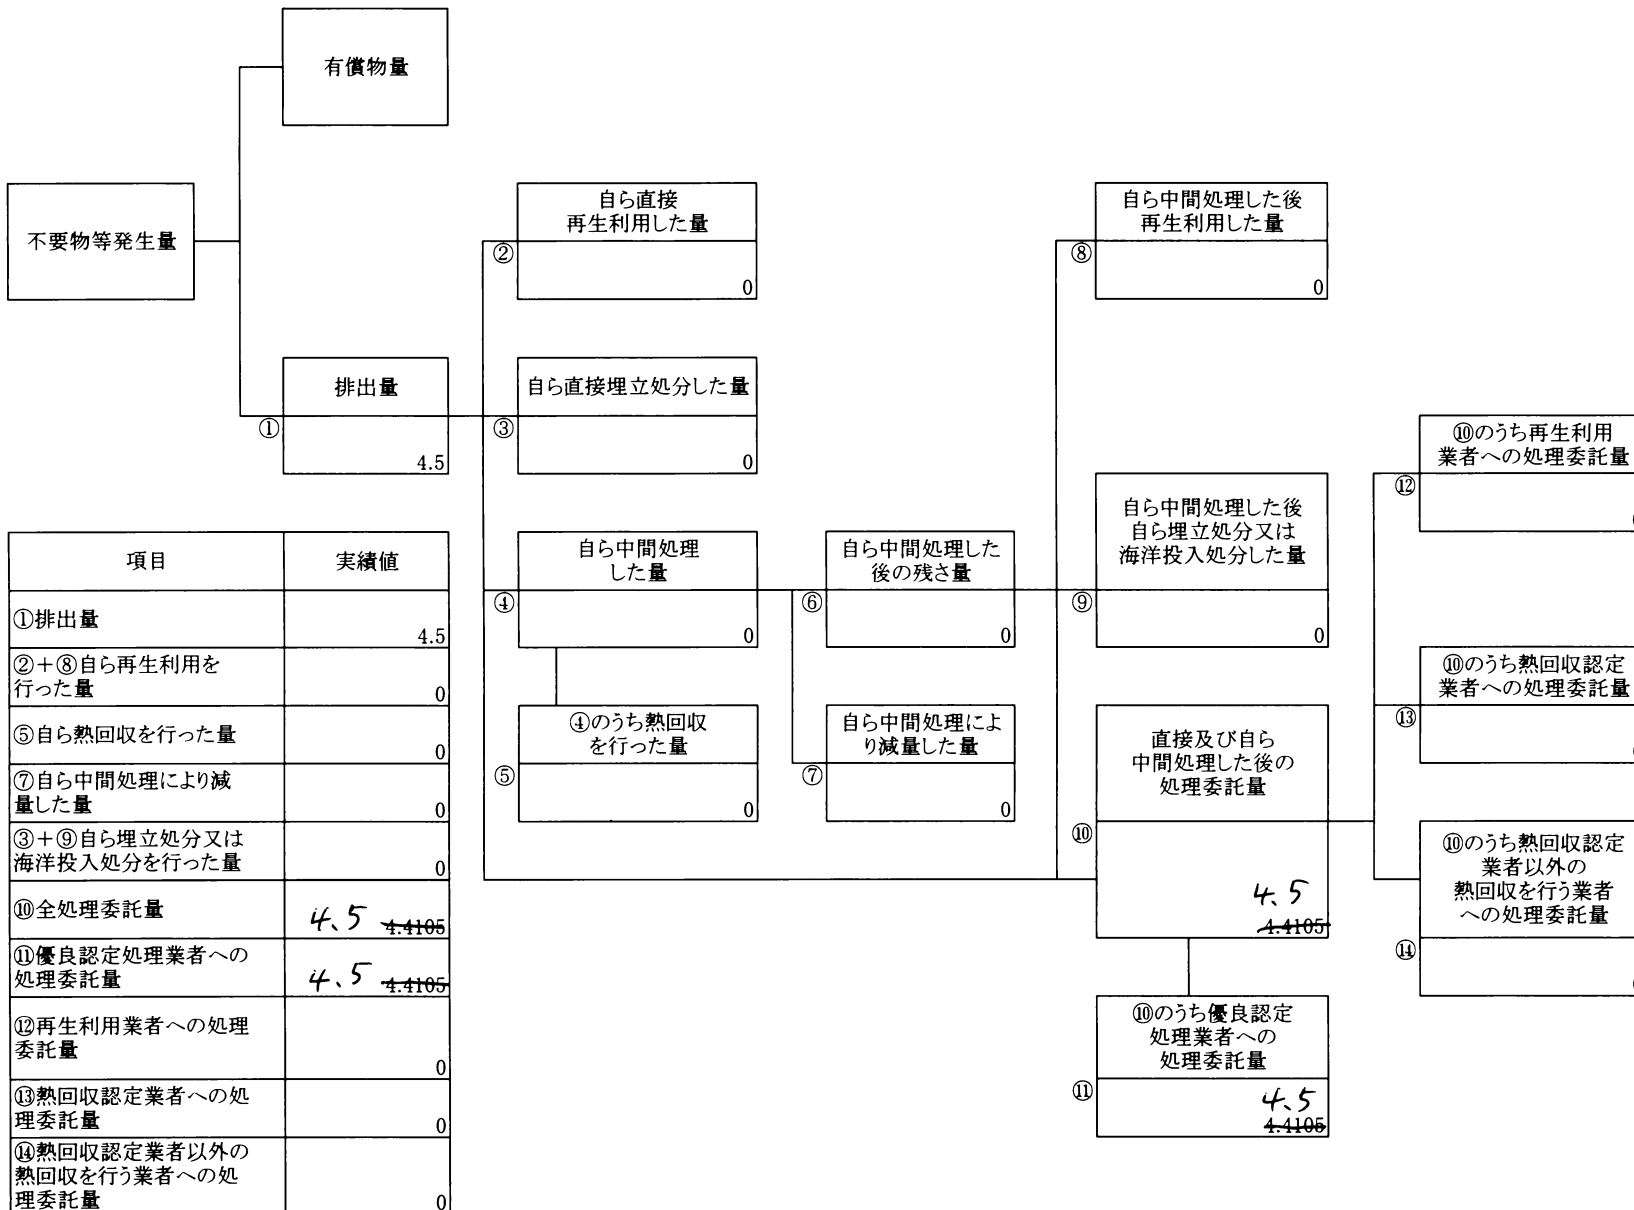 有償物量
不要物等発生量
排出量
①
4.5
自ら直接
再生利用した量
②
0
自ら直接埋立処分した量
③
0
自ら中間処理
した量
④
0
④のうち熱回収
を行った量
⑤
0
自ら中間処理した
後の残さ量
⑥
0
自ら中間処理によ
り減量した量
⑦
0
自ら中間処理した後
再生利用した量
⑧
0
自ら中間処理した後
自ら埋立処分又は
海洋投入処分した量
⑨
0
直接及び自ら
中間処理した後の
処理委託量
⑩
4.5
4.4105
⑩のうち優良認定
処理業者への
処理委託量
⑪
4.5
4.4105
⑩のうち再生利用
業者への処理委託量
⑫
⑩のうち熱回収認定
業者への処理委託量
⑬
⑩のうち熱回収認定
業者以外の
熱回収を行う業者
への処理委託量
⑭
項目 実績値
①排出量
4.5
②+⑧自ら再生利用を
行った量
0
⑤自ら熱回収を行った量
0
⑦自ら中間処理により減
量した量
0
③+⑨自ら埋立処分又は
海洋投入処分を行った量
0
⑩全処理委託量
4.5 4.4105
⑪優良認定処理業者への
処理委託量
4.5 4.4105
⑫再生利用業者への処理
委託量
0
⑬熱回収認定業者への処
理委託量
0
⑭熱回収認定業者以外の
熱回収を行う業者への処
理委託量
0